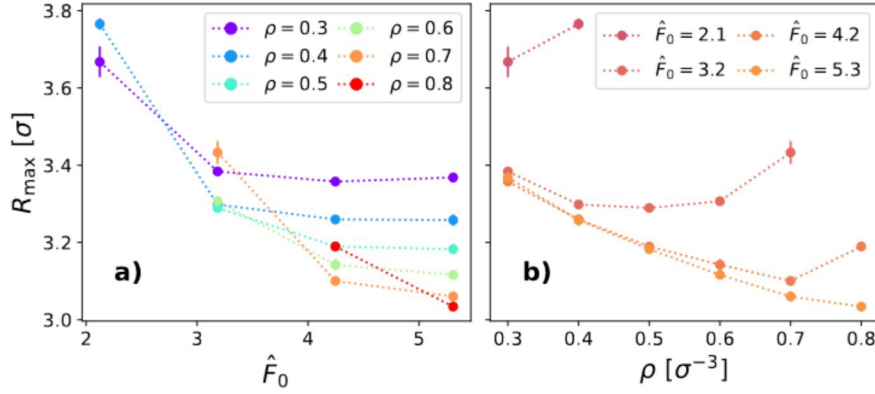 3.8
3.6
3.4
3.2
3.0
R_max [σ]
ρ = 0.3
ρ = 0.4
ρ = 0.5
ρ = 0.6
ρ = 0.7
ρ = 0.8
a)
2
3
4
5
F̂_0
F̂_0 = 2.1
F̂_0 = 3.2
F̂_0 = 4.2
F̂_0 = 5.3
b)
0.3
0.4
0.5
0.6
0.7
0.8
ρ [σ⁻³]